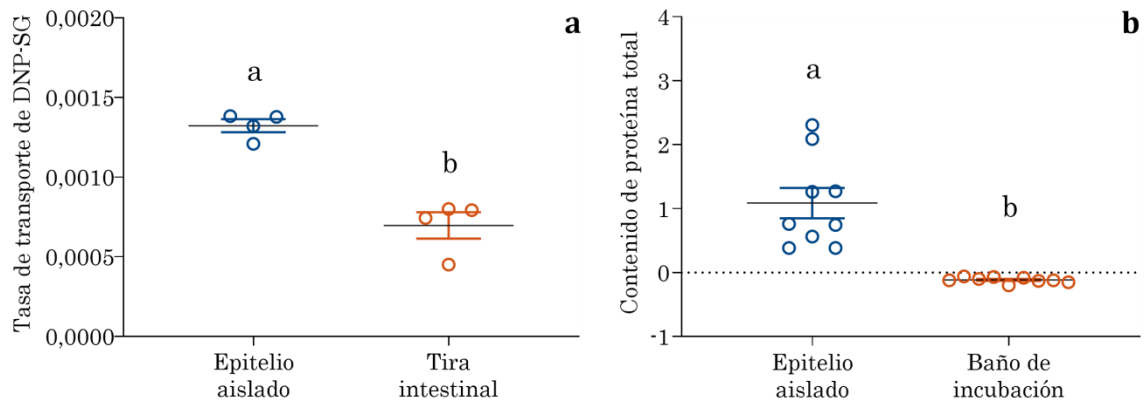 a
Tasa de transporte de DNP-SG
0,0020
0,0015
0,0010
0,0005
0,0000
a
b
Epitelio
aislado
Tira
intestinal
b
Contenido de proteína total
4
3
2
1
0
-1
a
b
Epitelio
aislado
Baño de
incubación